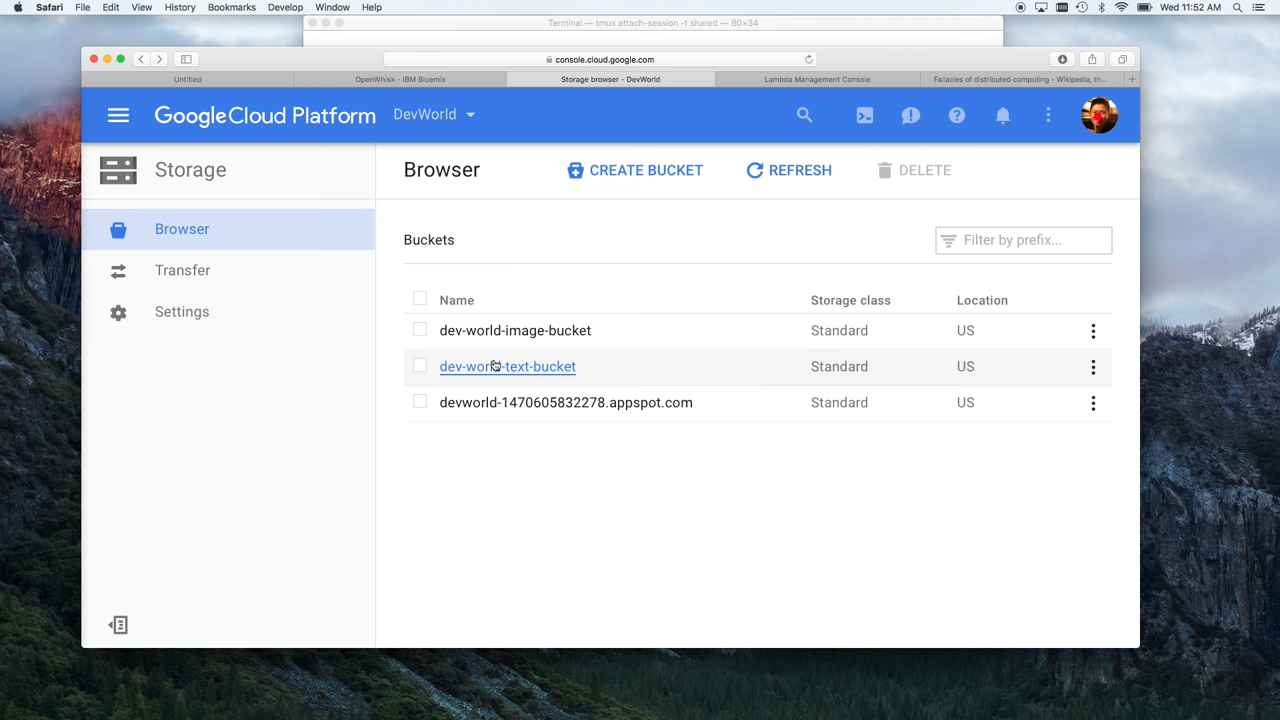 Safari File Edit View History Bookmarks Develop Window Help Wed 11:52 AM
Terminal — tmux attach-session -t shared — 80×34
console.cloud.google.com
Untitled OpenWhisk - IBM Bluemix Storage browser - DevWorld Lambda Management Console Fallacies of distributed computing - Wikipedia, th...
Google Cloud Platform DevWorld
Storage
Browser CREATE BUCKET REFRESH DELETE
Browser
Transfer
Settings
Buckets Filter by prefix...
Name Storage class Location
dev-world-image-bucket Standard US
dev-world-text-bucket Standard US
devworld-1470605832278.appspot.com Standard US